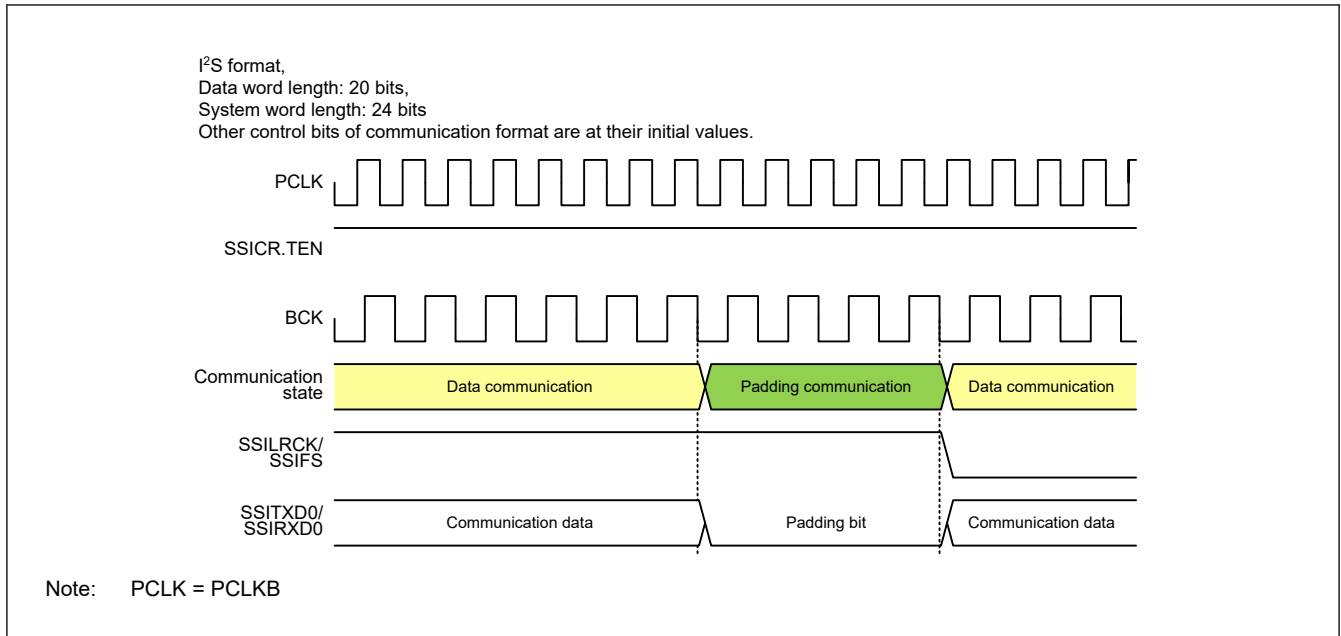 I²S format,
Data word length: 20 bits,
System word length: 24 bits
Other control bits of communication format are at their initial values.
PCLK
SSICR.TEN
BCK
Communication
state
Data communication
Padding communication
Data communication
SSILRCK/
SSIFS
SSITXD0/
SSIRXD0
Communication data
Padding bit
Communication data
Note: PCLK = PCLKB